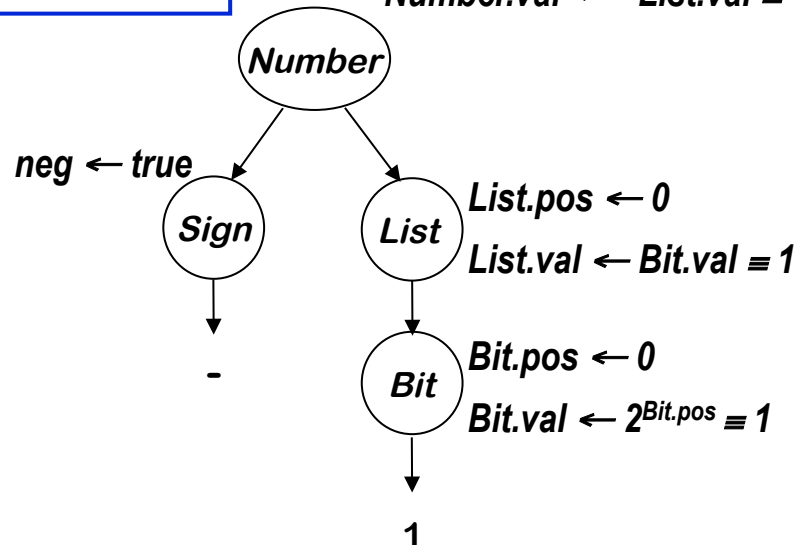 Number.val ← – List.val ≡
Number
neg ← true
Sign
List
List.pos ← 0
List.val ← Bit.val ≡ 1
-
Bit
Bit.pos ← 0
Bit.val ← 2^Bit.pos ≡ 1
1